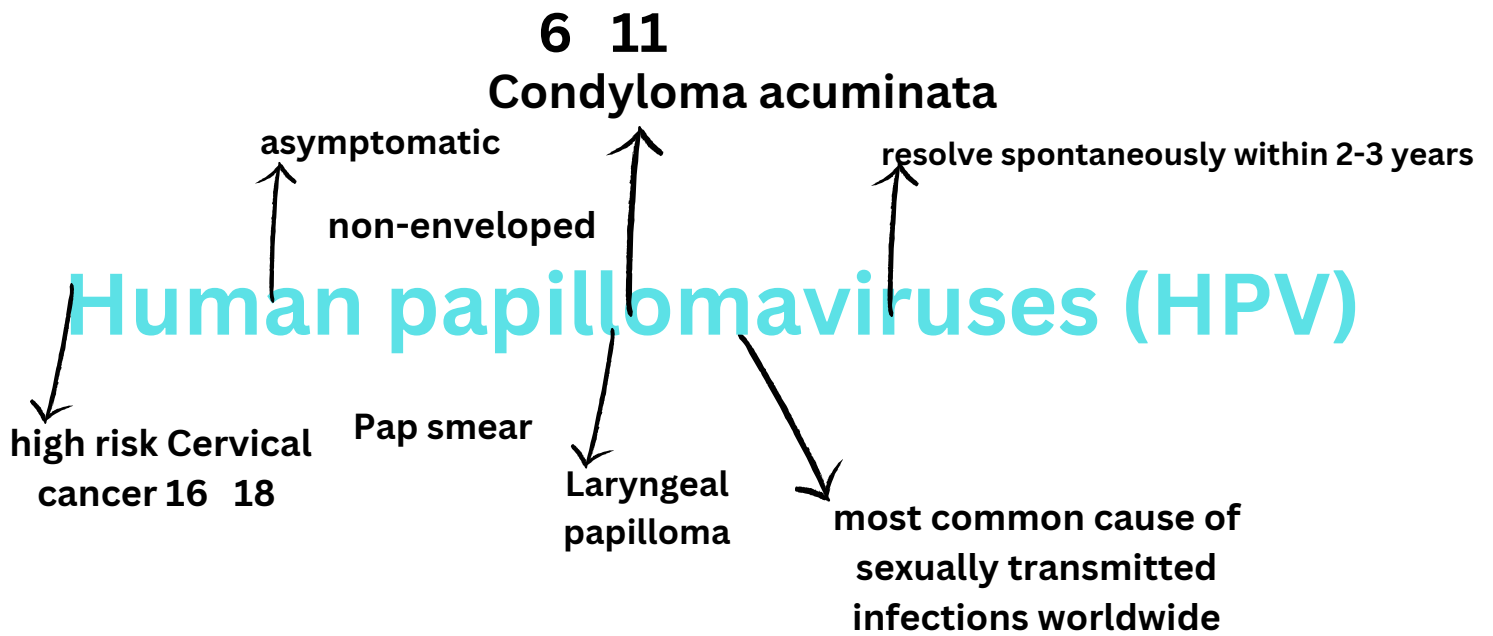 6 11
Condyloma acuminata
asymptomatic
resolve spontaneously within 2-3 years
non-enveloped
Human papillomaviruses (HPV)
high risk Cervical
cancer 16 18
Pap smear
Laryngeal
papilloma
most common cause of
sexually transmitted
infections worldwide